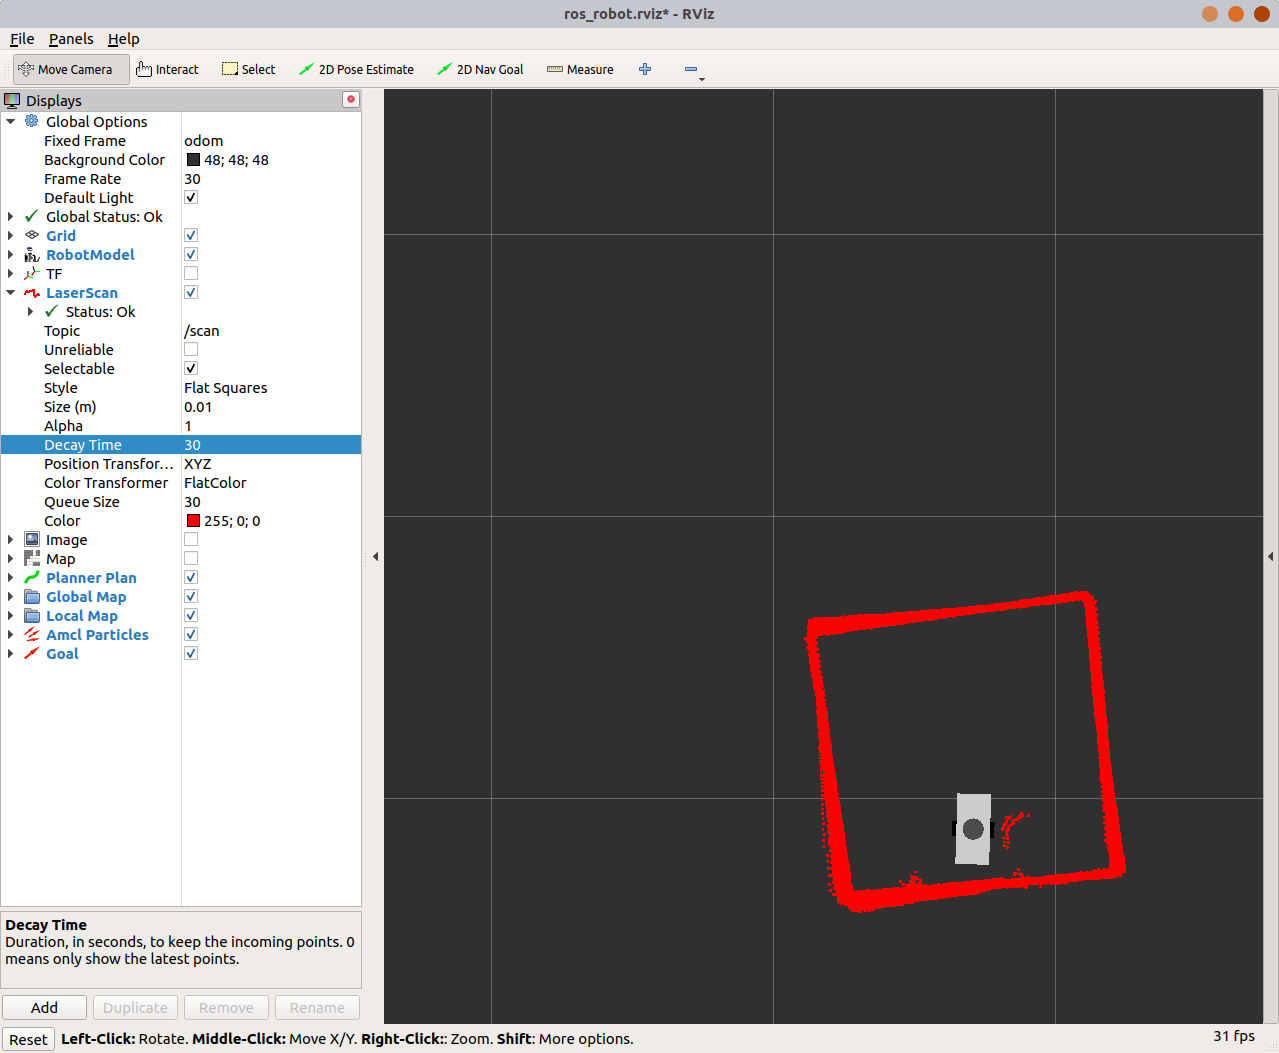 ros_robot.rviz* - RViz
File Panels Help
Move Camera Interact Select 2D Pose Estimate 2D Nav Goal Measure
Displays
Global Options
Fixed Frame odom
Background Color 48; 48; 48
Frame Rate 30
Default Light
Global Status: Ok
Grid
RobotModel
TF
LaserScan
Status: Ok
Topic /scan
Unreliable
Selectable
Style Flat Squares
Size (m) 0.01
Alpha 1
Decay Time 30
Position Transfor... XYZ
Color Transformer FlatColor
Queue Size 30
Color 255; 0; 0
Image
Map
Planner Plan
Global Map
Local Map
Amcl Particles
Goal
Decay Time
Duration, in seconds, to keep the incoming points. 0
means only show the latest points.
Add Duplicate Remove Rename
Reset Left-Click: Rotate. Middle-Click: Move X/Y. Right-Click:: Zoom. Shift: More options. 31 fps